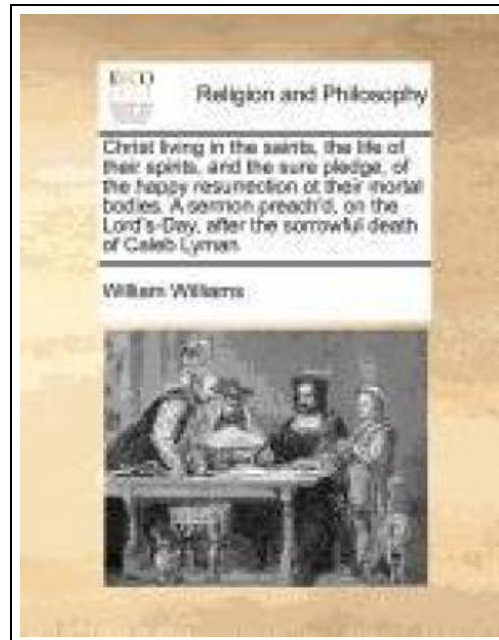 ECCO
Religion and Philosophy
Christ living in the saints, the life of
their spirits, and the sure pledge, of
the happy resurrection of their mortal
bodies. A sermon preach'd, on the
Lord's-Day, after the sorrowful death
of Caleb Lyman
William Williams